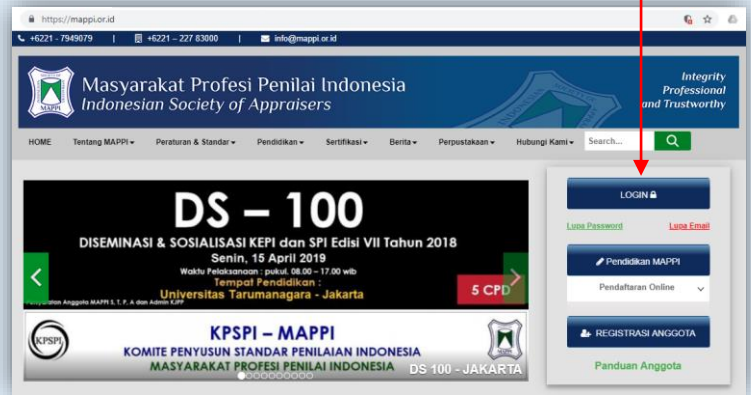 https://mappi.or.id
+6221 - 7949079 | +6221 – 227 83000 | info@mappi.or.id
MAPPI
Masyarakat Profesi Penilai Indonesia
Indonesian Society of Appraisers
Integrity
Professional
and Trustworthy
HOME Tentang MAPPI Peraturan & Standar Pendidikan Sertifikasi Berita Perpustakaan Hubungi Kami Search...
DS – 100
DISEMINASI & SOSIALISASI KEPI dan SPI Edisi VII Tahun 2018
Senin, 15 April 2019
Waktu Pelaksanaan : pukul. 08.00 – 17.00 wib
Tempat Pendidikan :
Universitas Tarumanagara - Jakarta
5 CPD
Anggota MAPPI S, T, P, A dan Admin KJPP
KPSPI
KPSPI – MAPPI
KOMITE PENYUSUN STANDAR PENILAIAN INDONESIA
MASYARAKAT PROFESI PENILAI INDONESIA
DS 100 - JAKARTA
LOGIN
Lupa Password Lupa Email
Pendidikan MAPPI
Pendaftaran Online
REGISTRASI ANGGOTA
Panduan Anggota